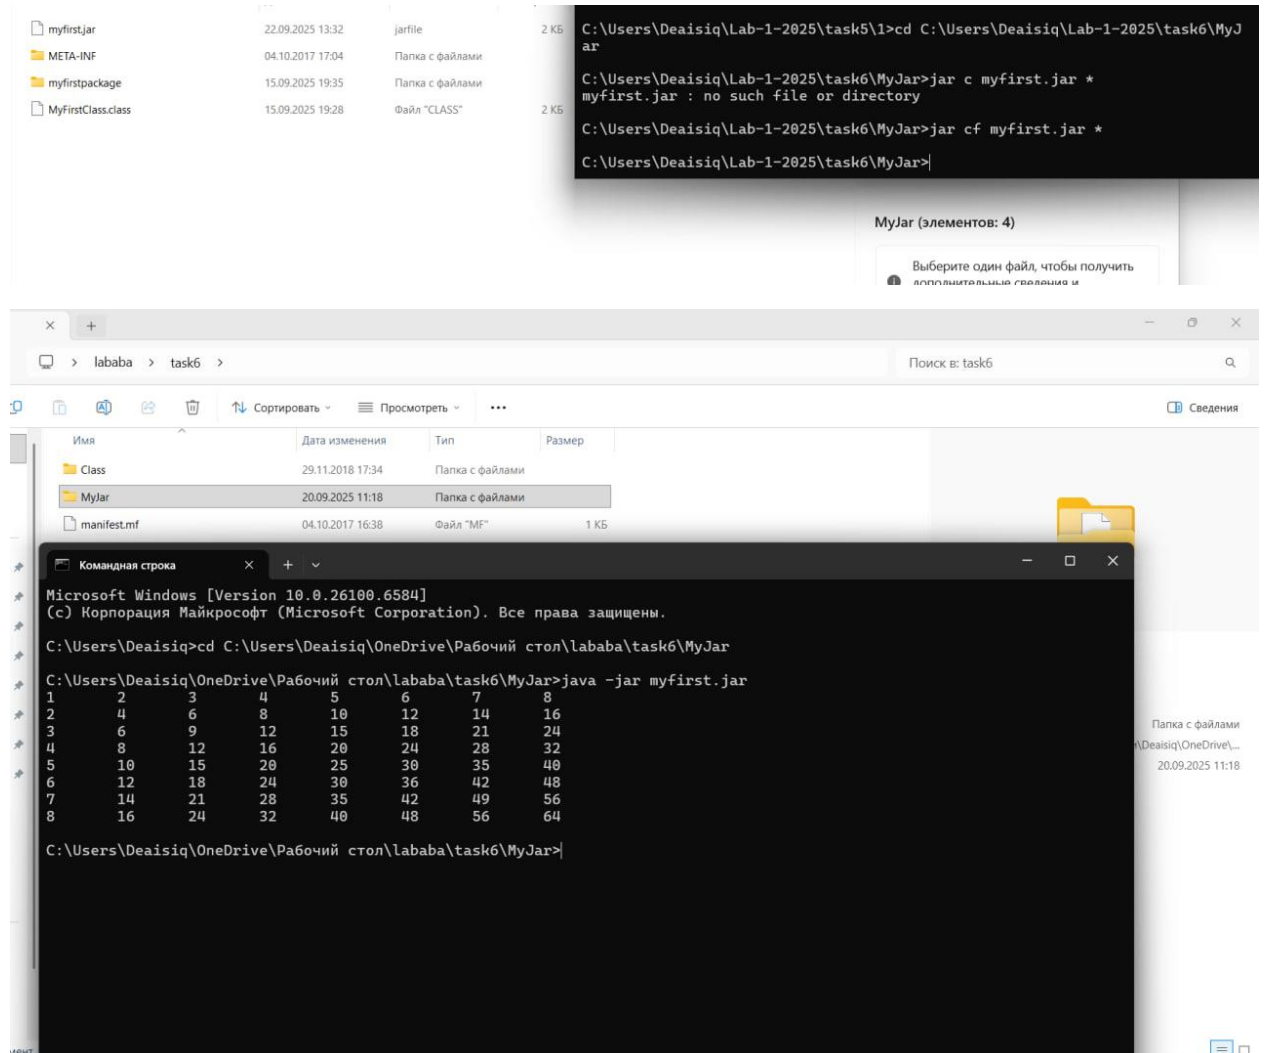 myfirst.jar 22.09.2025 13:32 jarfile 2 КБ
META-INF 04.10.2017 17:04 Папка с файлами
myfirstpackage 15.09.2025 19:35 Папка с файлами
MyFirstClass.class 15.09.2025 19:28 Файл "CLASS" 2 КБ
C:\Users\Deaisiq\Lab-1-2025\task5\1>cd C:\Users\Deaisiq\Lab-1-2025\task6\MyJ
ar
C:\Users\Deaisiq\Lab-1-2025\task6\MyJar>jar c myfirst.jar *
myfirst.jar : no such file or directory
C:\Users\Deaisiq\Lab-1-2025\task6\MyJar>jar cf myfirst.jar *
C:\Users\Deaisiq\Lab-1-2025\task6\MyJar>
MyJar (элементов: 4)
Выберите один файл, чтобы получить
дополнительные сведения и
lababa > task6 >
Поиск в: task6
Сортировать Просмотреть ... Сведения
Имя Дата изменения Тип Размер
Class 29.11.2018 17:34 Папка с файлами
MyJar 20.09.2025 11:18 Папка с файлами
manifest.mf 04.10.2017 16:38 Файл "MF" 1 КБ
Командная строка
Microsoft Windows [Version 10.0.26100.6584]
(c) Корпорация Майкрософт (Microsoft Corporation). Все права защищены.
C:\Users\Deaisiq>cd C:\Users\Deaisiq\OneDrive\Рабочий стол\lababa\task6\MyJar
C:\Users\Deaisiq\OneDrive\Рабочий стол\lababa\task6\MyJar>java -jar myfirst.jar
1 2 3 4 5 6 7 8
2 4 6 8 10 12 14 16
3 6 9 12 15 18 21 24
4 8 12 16 20 24 28 32
5 10 15 20 25 30 35 40
6 12 18 24 30 36 42 48
7 14 21 28 35 42 49 56
8 16 24 32 40 48 56 64
C:\Users\Deaisiq\OneDrive\Рабочий стол\lababa\task6\MyJar>
Папка с файлами
\Deaisiq\OneDrive\...
20.09.2025 11:18